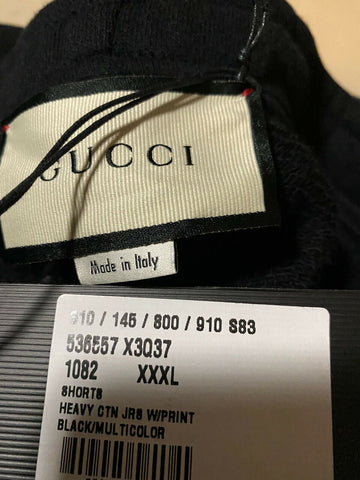 GUCCI
Made in Italy
910 / 145 / 800 / 910 S83
536557 X3Q37
1082 XXXL
SHORTS
HEAVY CTN JRS W/PRINT
BLACK/MULTICOLOR